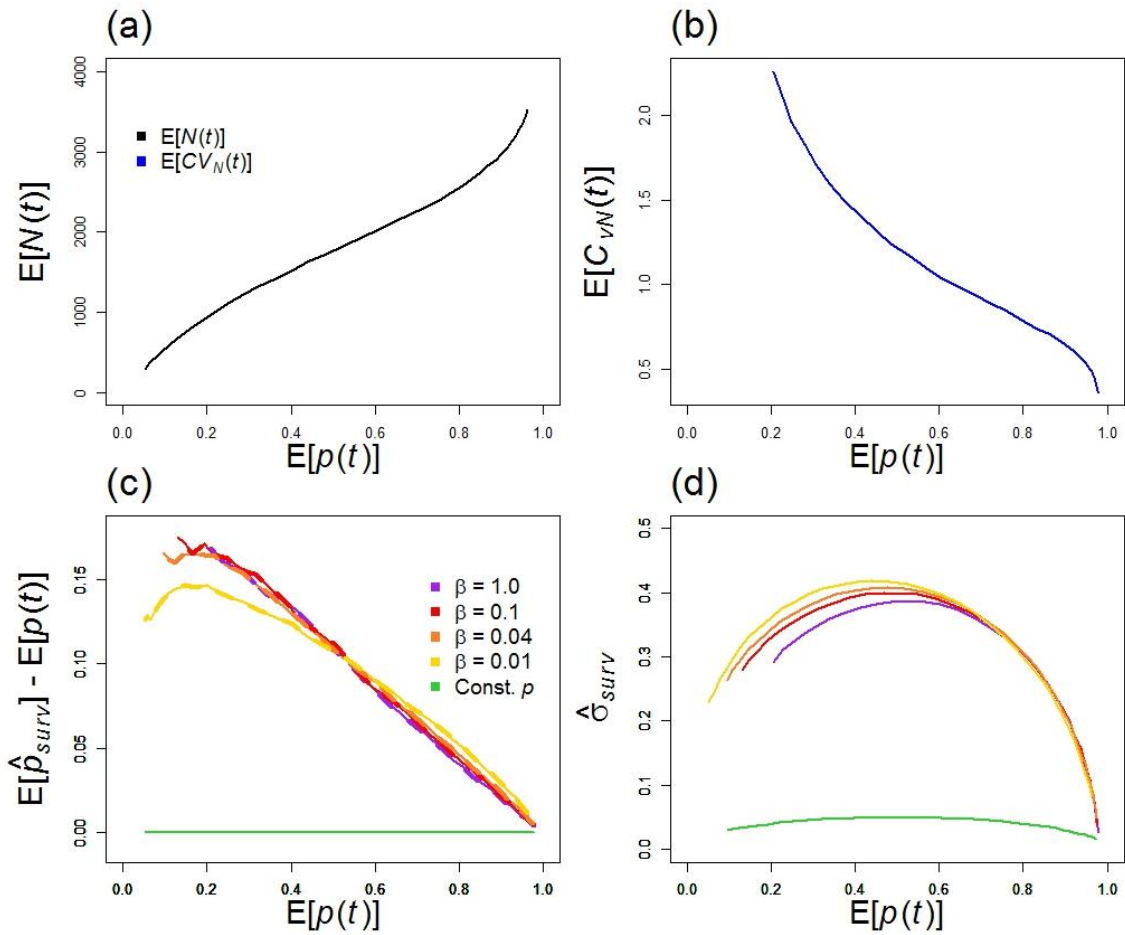 (a)
E[N(t)]
4000
3000
2000
1000
0
E[N(t)]
E[CV_N(t)]
0.0 0.2 0.4 0.6 0.8 1.0
E[p(t)]
(b)
E[C_{vN}(t)]
2.0
1.5
1.0
0.5
0.0 0.2 0.4 0.6 0.8 1.0
E[p(t)]
(c)
E[p̂_{surv}] - E[p(t)]
0.15
0.10
0.05
0.00
β = 1.0
β = 0.1
β = 0.04
β = 0.01
Const. p
0.0 0.2 0.4 0.6 0.8 1.0
E[p(t)]
(d)
σ̂_{surv}
0.5
0.4
0.3
0.2
0.1
0.0
0.0 0.2 0.4 0.6 0.8 1.0
E[p(t)]